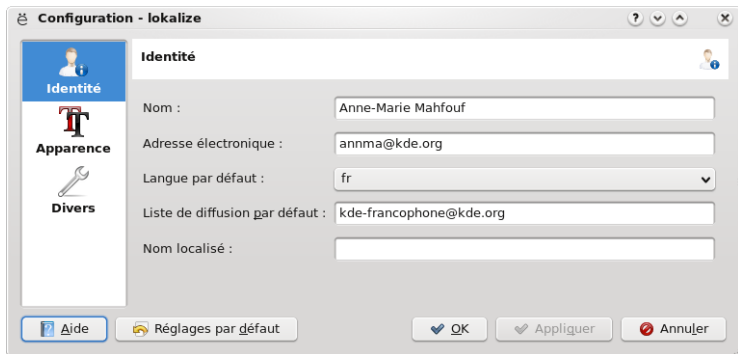 Configuration - lokalize
Identité
Identité
Apparence
Divers
Nom :
Anne-Marie Mahfouf
Adresse électronique :
annma@kde.org
Langue par défaut :
fr
Liste de diffusion par défaut :
kde-francophone@kde.org
Nom localisé :
Aide
Réglages par défaut
OK
Appliquer
Annuler